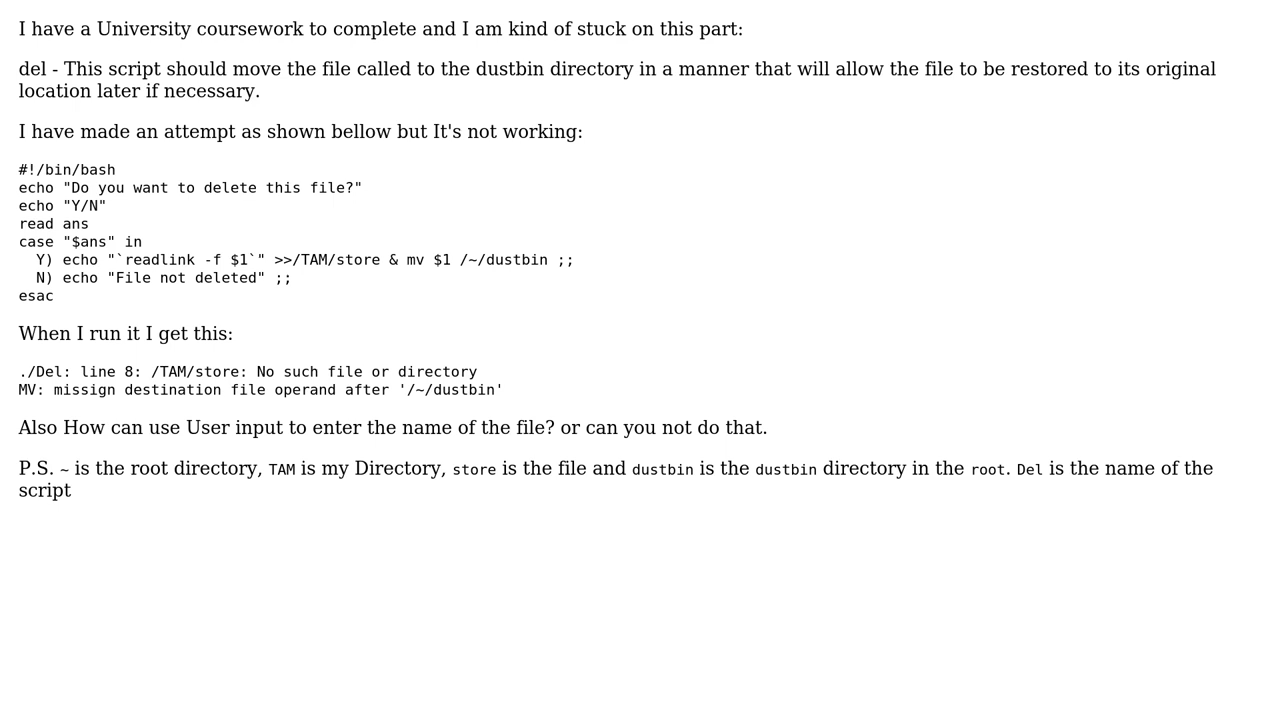 I have a University coursework to complete and I am kind of stuck on this part:
del - This script should move the file called to the dustbin directory in a manner that will allow the file to be restored to its original
location later if necessary.
I have made an attempt as shown bellow but It's not working:
#!/bin/bash
echo "Do you want to delete this file?"
echo "Y/N"
read ans
case "$ans" in
  Y) echo "`readlink -f $1`" >>/TAM/store & mv $1 /~/dustbin ;;
  N) echo "File not deleted" ;;
esac
When I run it I get this:
./Del: line 8: /TAM/store: No such file or directory
MV: missign destination file operand after '/~/dustbin'
Also How can use User input to enter the name of the file? or can you not do that.
P.S. ~ is the root directory, TAM is my Directory, store is the file and dustbin is the dustbin directory in the root. Del is the name of the
script